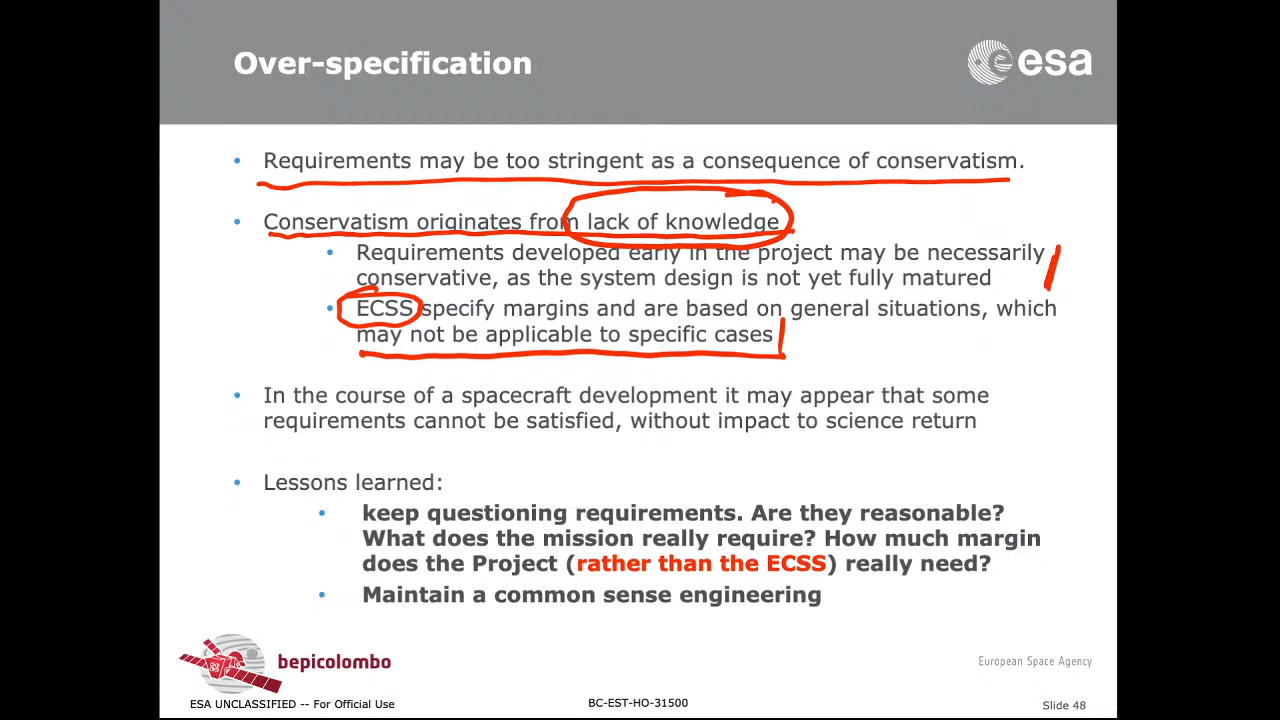 Over-specification
esa
• Requirements may be too stringent as a consequence of conservatism.
• Conservatism originates from lack of knowledge
• Requirements developed early in the project may be necessarily
conservative, as the system design is not yet fully matured
• ECSS specify margins and are based on general situations, which
may not be applicable to specific cases
• In the course of a spacecraft development it may appear that some
requirements cannot be satisfied, without impact to science return
• Lessons learned:
• keep questioning requirements. Are they reasonable?
What does the mission really require? How much margin
does the Project (rather than the ECSS) really need?
• Maintain a common sense engineering
bepicolombo
European Space Agency
ESA UNCLASSIFIED -- For Official Use
BC-EST-HO-31500
Slide 48